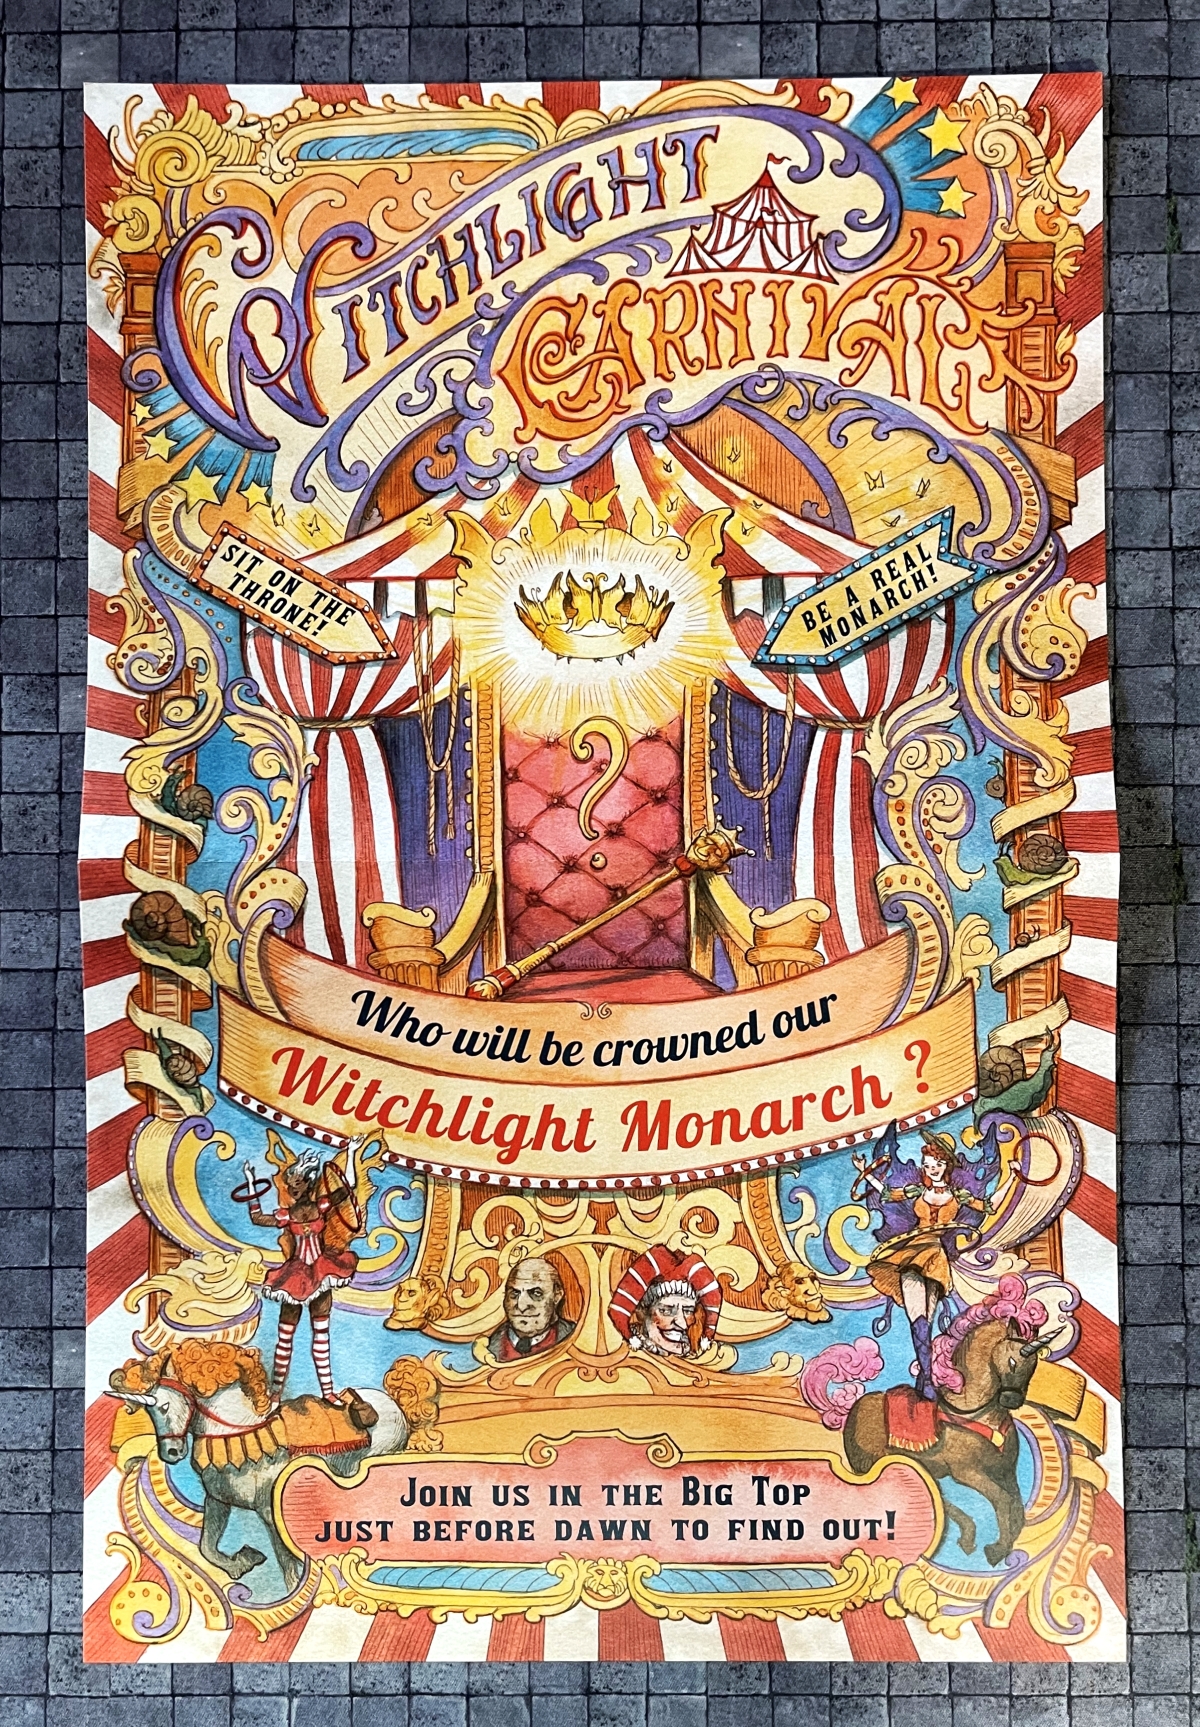 WITCHLIGHT
CARNIVAL
SIT ON THE
THRONE!
BE A REAL
MONARCH!
?
Who will be crowned our
Witchlight Monarch ?
JOIN US IN THE BIG TOP
JUST BEFORE DAWN TO FIND OUT!